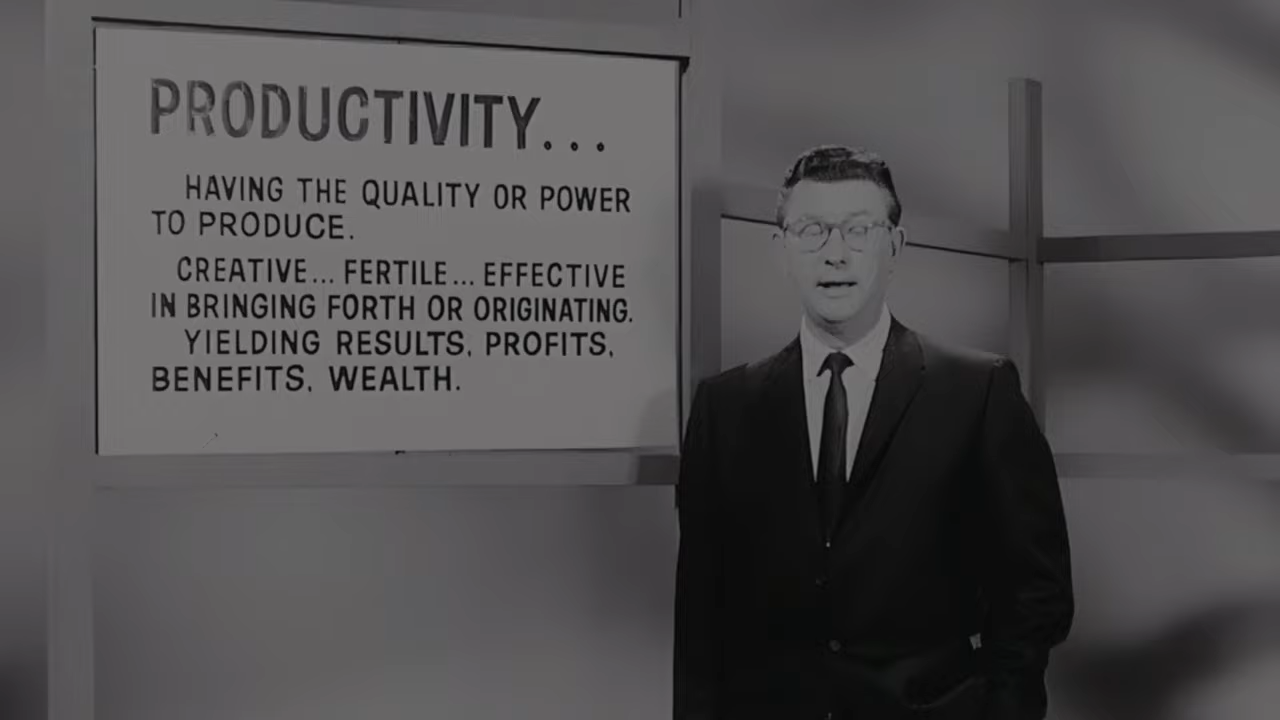 PRODUCTIVITY...
HAVING THE QUALITY OR POWER
TO PRODUCE.
CREATIVE... FERTILE... EFFECTIVE
IN BRINGING FORTH OR ORIGINATING.
YIELDING RESULTS, PROFITS,
BENEFITS, WEALTH.